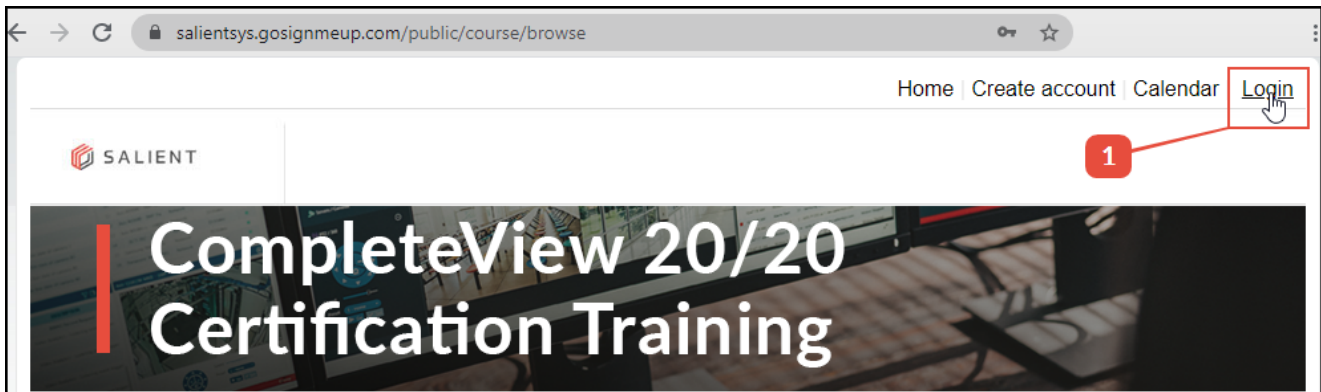 salientsys.gosignmeup.com/public/course/browse
Home | Create account | Calendar Login
1
SALIENT
CompleteView 20/20
Certification Training